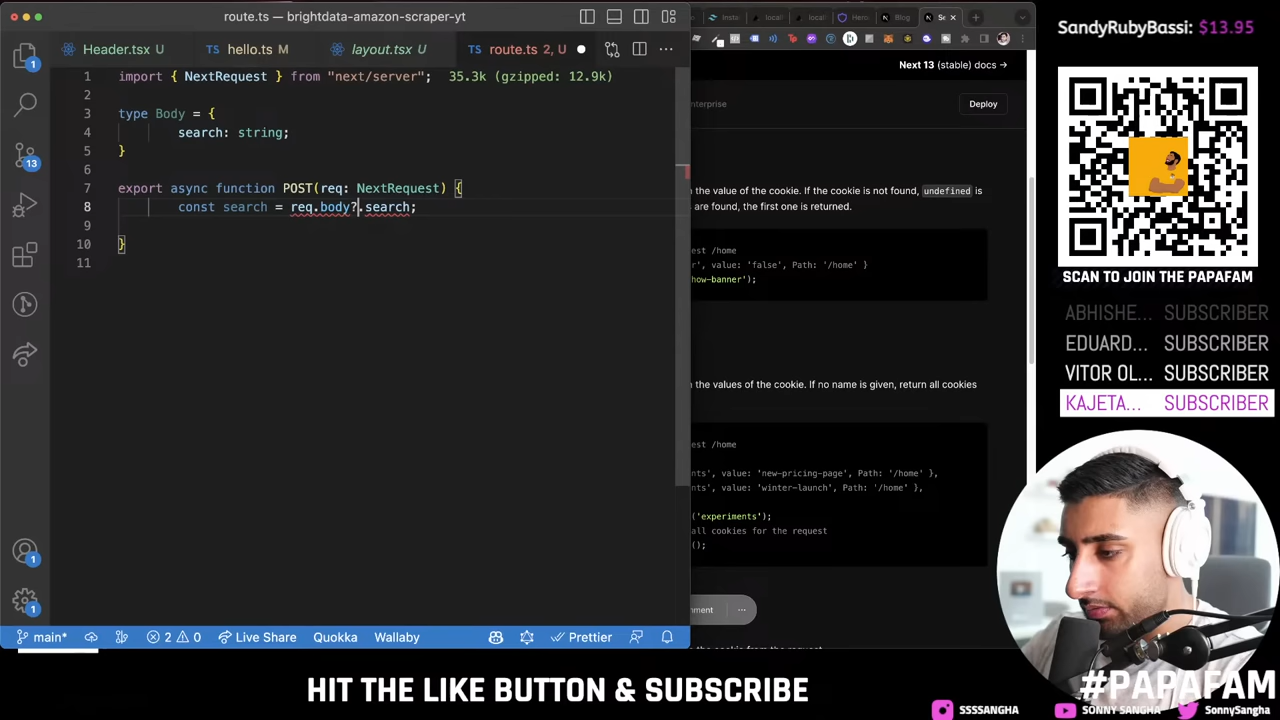 route.ts — brightdata-amazon-scraper-yt
Header.tsx U
TS hello.ts M
layout.tsx U
TS route.ts 2, U
1 import { NextRequest } from "next/server"; 35.3k (gzipped: 12.9k)
2
3 type Body = {
4 search: string;
5 }
6
7 export async function POST(req: NextRequest) {
8 const search = req.body?.search;
9
10 }
11
1
13
1
1
main*
2 0
Live Share
Quokka
Wallaby
Prettier
Insta
locall
locall
Hero
Blog
Se
Next 13 (stable) docs →
enterprise
Deploy
n the value of the cookie. If the cookie is not found, undefined is
s are found, the first one is returned.
est /home
r', value: 'false', Path: '/home' }
how-banner');
n the values of the cookie. If no name is given, return all cookies
est /home
nts', value: 'new-pricing-page', Path: '/home' },
nts', value: 'winter-launch', Path: '/home' },
('experiments');
all cookies for the request
();
mment
SandyRubyBassi: $13.95
SCAN TO JOIN THE PAPAFAM
ABHISHE... SUBSCRIBER
EDUARD... SUBSCRIBER
VITOR OL... SUBSCRIBER
KAJETA... SUBSCRIBER
HIT THE LIKE BUTTON & SUBSCRIBE
#PAPAFAM
SSSSANGHA
SONNY SANGHA
SonnySangha